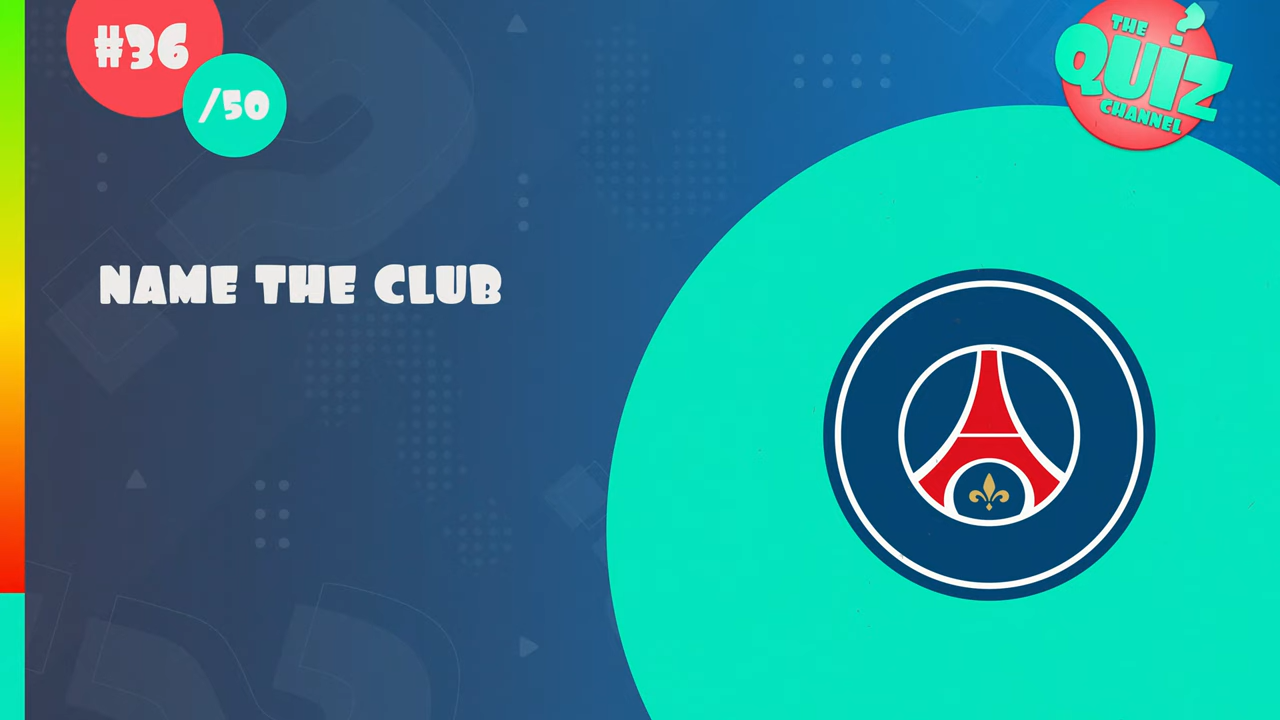 #36
/50
THE
QUIZ
CHANNEL
NAME THE CLUB